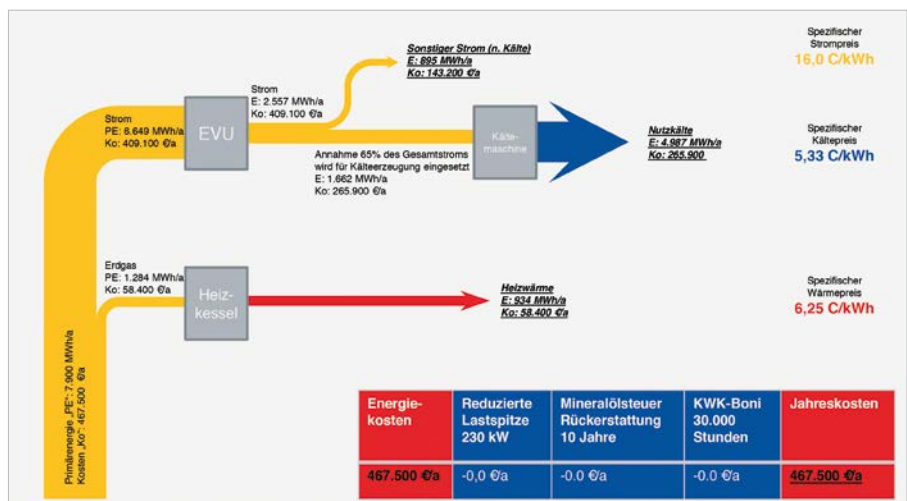 Sonstiger Strom (n. Kälte)
E: 895 MWh/a
Ko: 143.200 €/a
Spezifischer
Strompreis
16,0 C/kWh
Strom
E: 2.557 MWh/a
Ko: 409.100 €/a
Strom
PE: 6.649 MWh/a
Ko: 409.100 €/a
EVU
Kälte-
maschine
Nutzkälte
E: 4.987 MWh/a
Ko: 265.900
Spezifischer
Kältepreis
5,33 C/kWh
Annahme 65% des Gesamtstroms
wird für Kälteerzeugung eingesetzt
E: 1.662 MWh/a
Ko: 265.900 €/a
Erdgas
PE: 1.284 MWh/a
Ko: 58.400 €/a
Heiz-
kessel
Heizwärme
E: 934 MWh/a
Ko: 58.400 €/a
Spezifischer
Wärmepreis
6,25 C/kWh
Primärenergie „PE“: 7.900 MWh/a
Kosten „Ko“: 467.500 €/a
Energie-
kosten
Reduzierte
Lastspitze
230 kW
Mineralölsteuer
Rückerstattung
10 Jahre
KWK-Boni
30.000
Stunden
Jahreskosten
467.500 €/a
-0,0 €/a
-0.0 €/a
-0.0 €/a
467.500 €/a